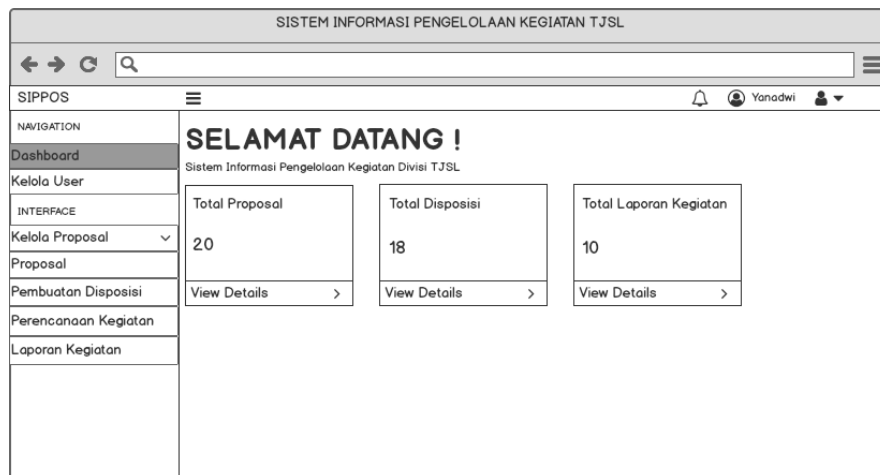 SISTEM INFORMASI PENGELOLAAN KEGIATAN TJSL
SIPPOS
Yanadwi
NAVIGATION
Dashboard
Kelola User
INTERFACE
Kelola Proposal
Proposal
Pembuatan Disposisi
Perencanaan Kegiatan
Laporan Kegiatan
SELAMAT DATANG !
Sistem Informasi Pengelolaan Kegiatan Divisi TJSL
Total Proposal
20
View Details
Total Disposisi
18
View Details
Total Laporan Kegiatan
10
View Details